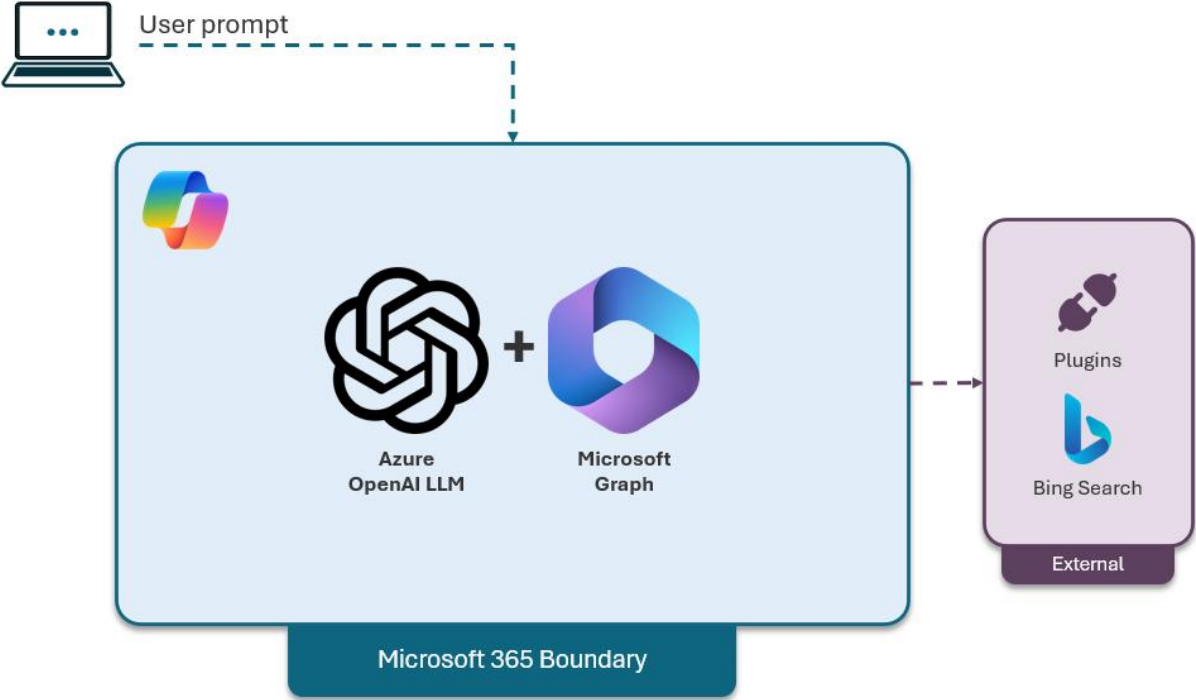 User prompt
Azure
OpenAI LLM
+
Microsoft
Graph
Plugins
Bing Search
External
Microsoft 365 Boundary